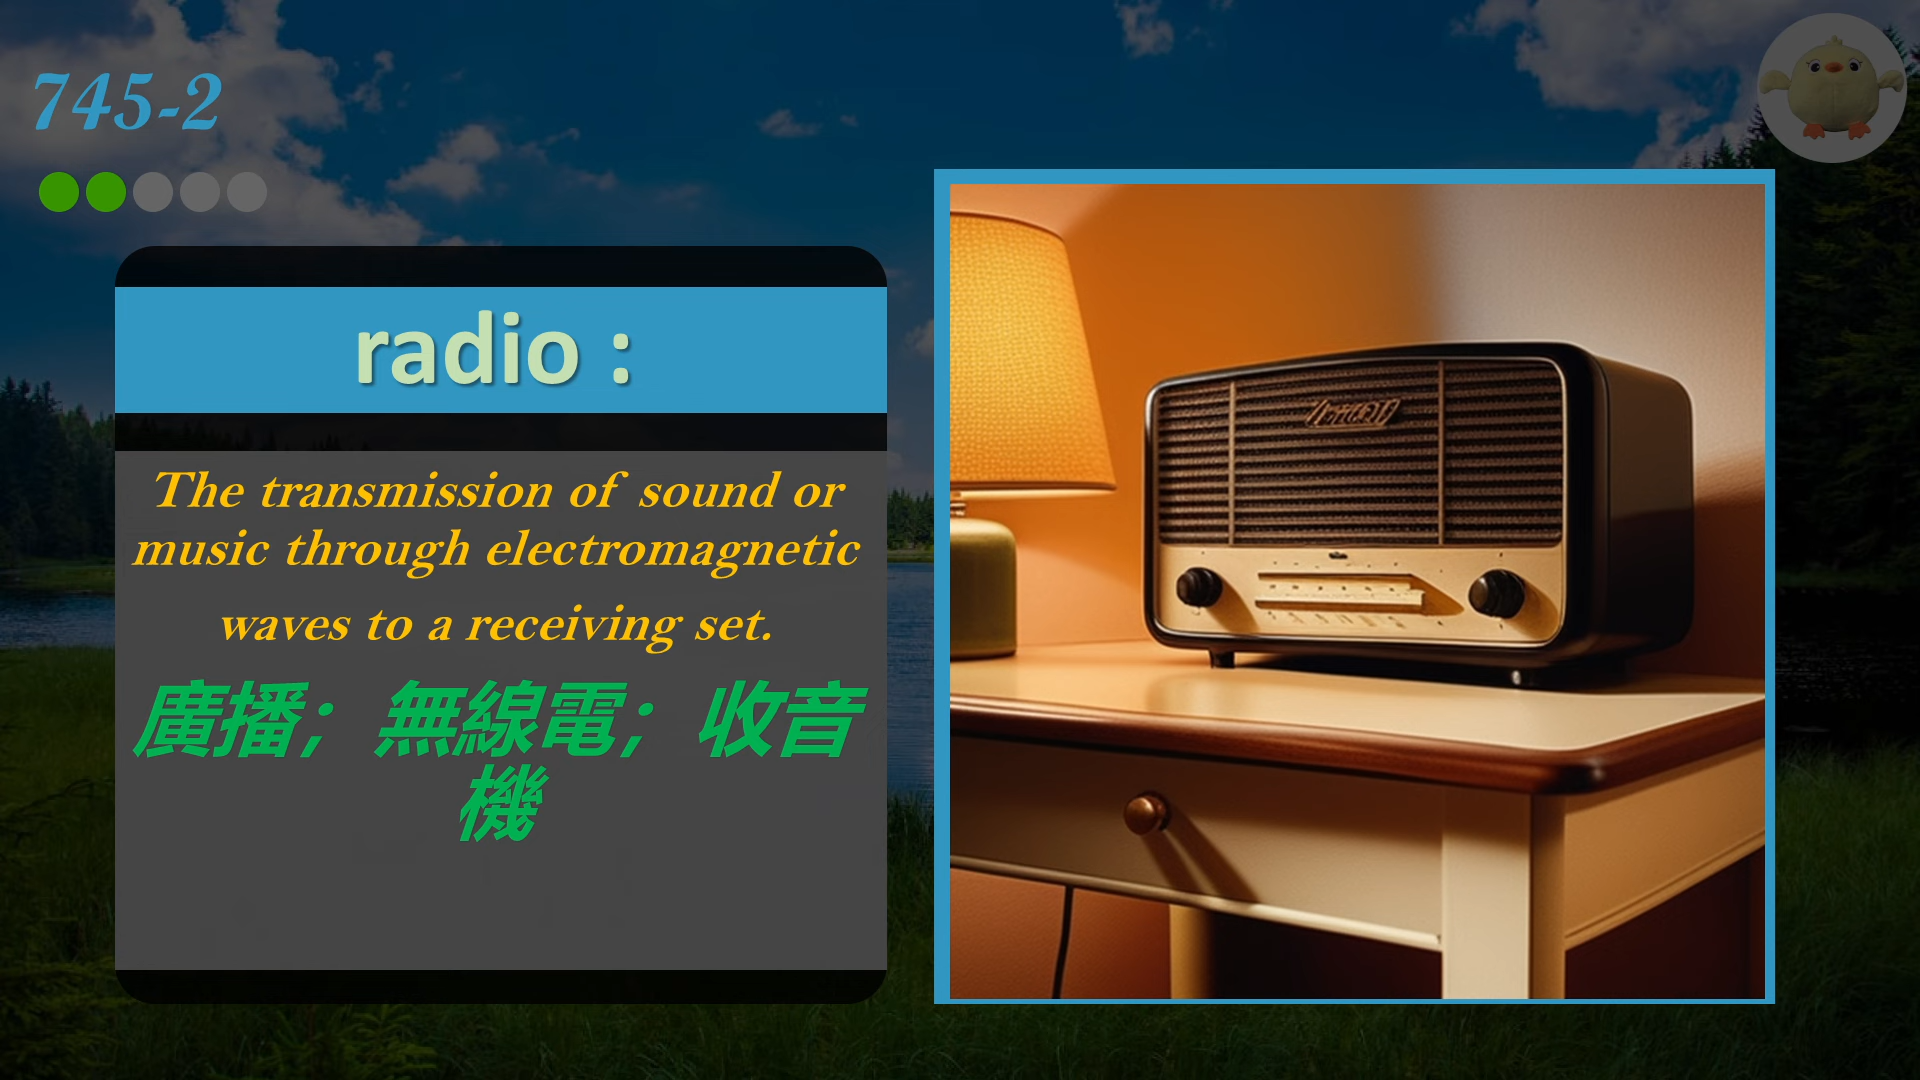 745-2
radio :
The transmission of sound or
music through electromagnetic
waves to a receiving set.
廣播；無線電；收音
機